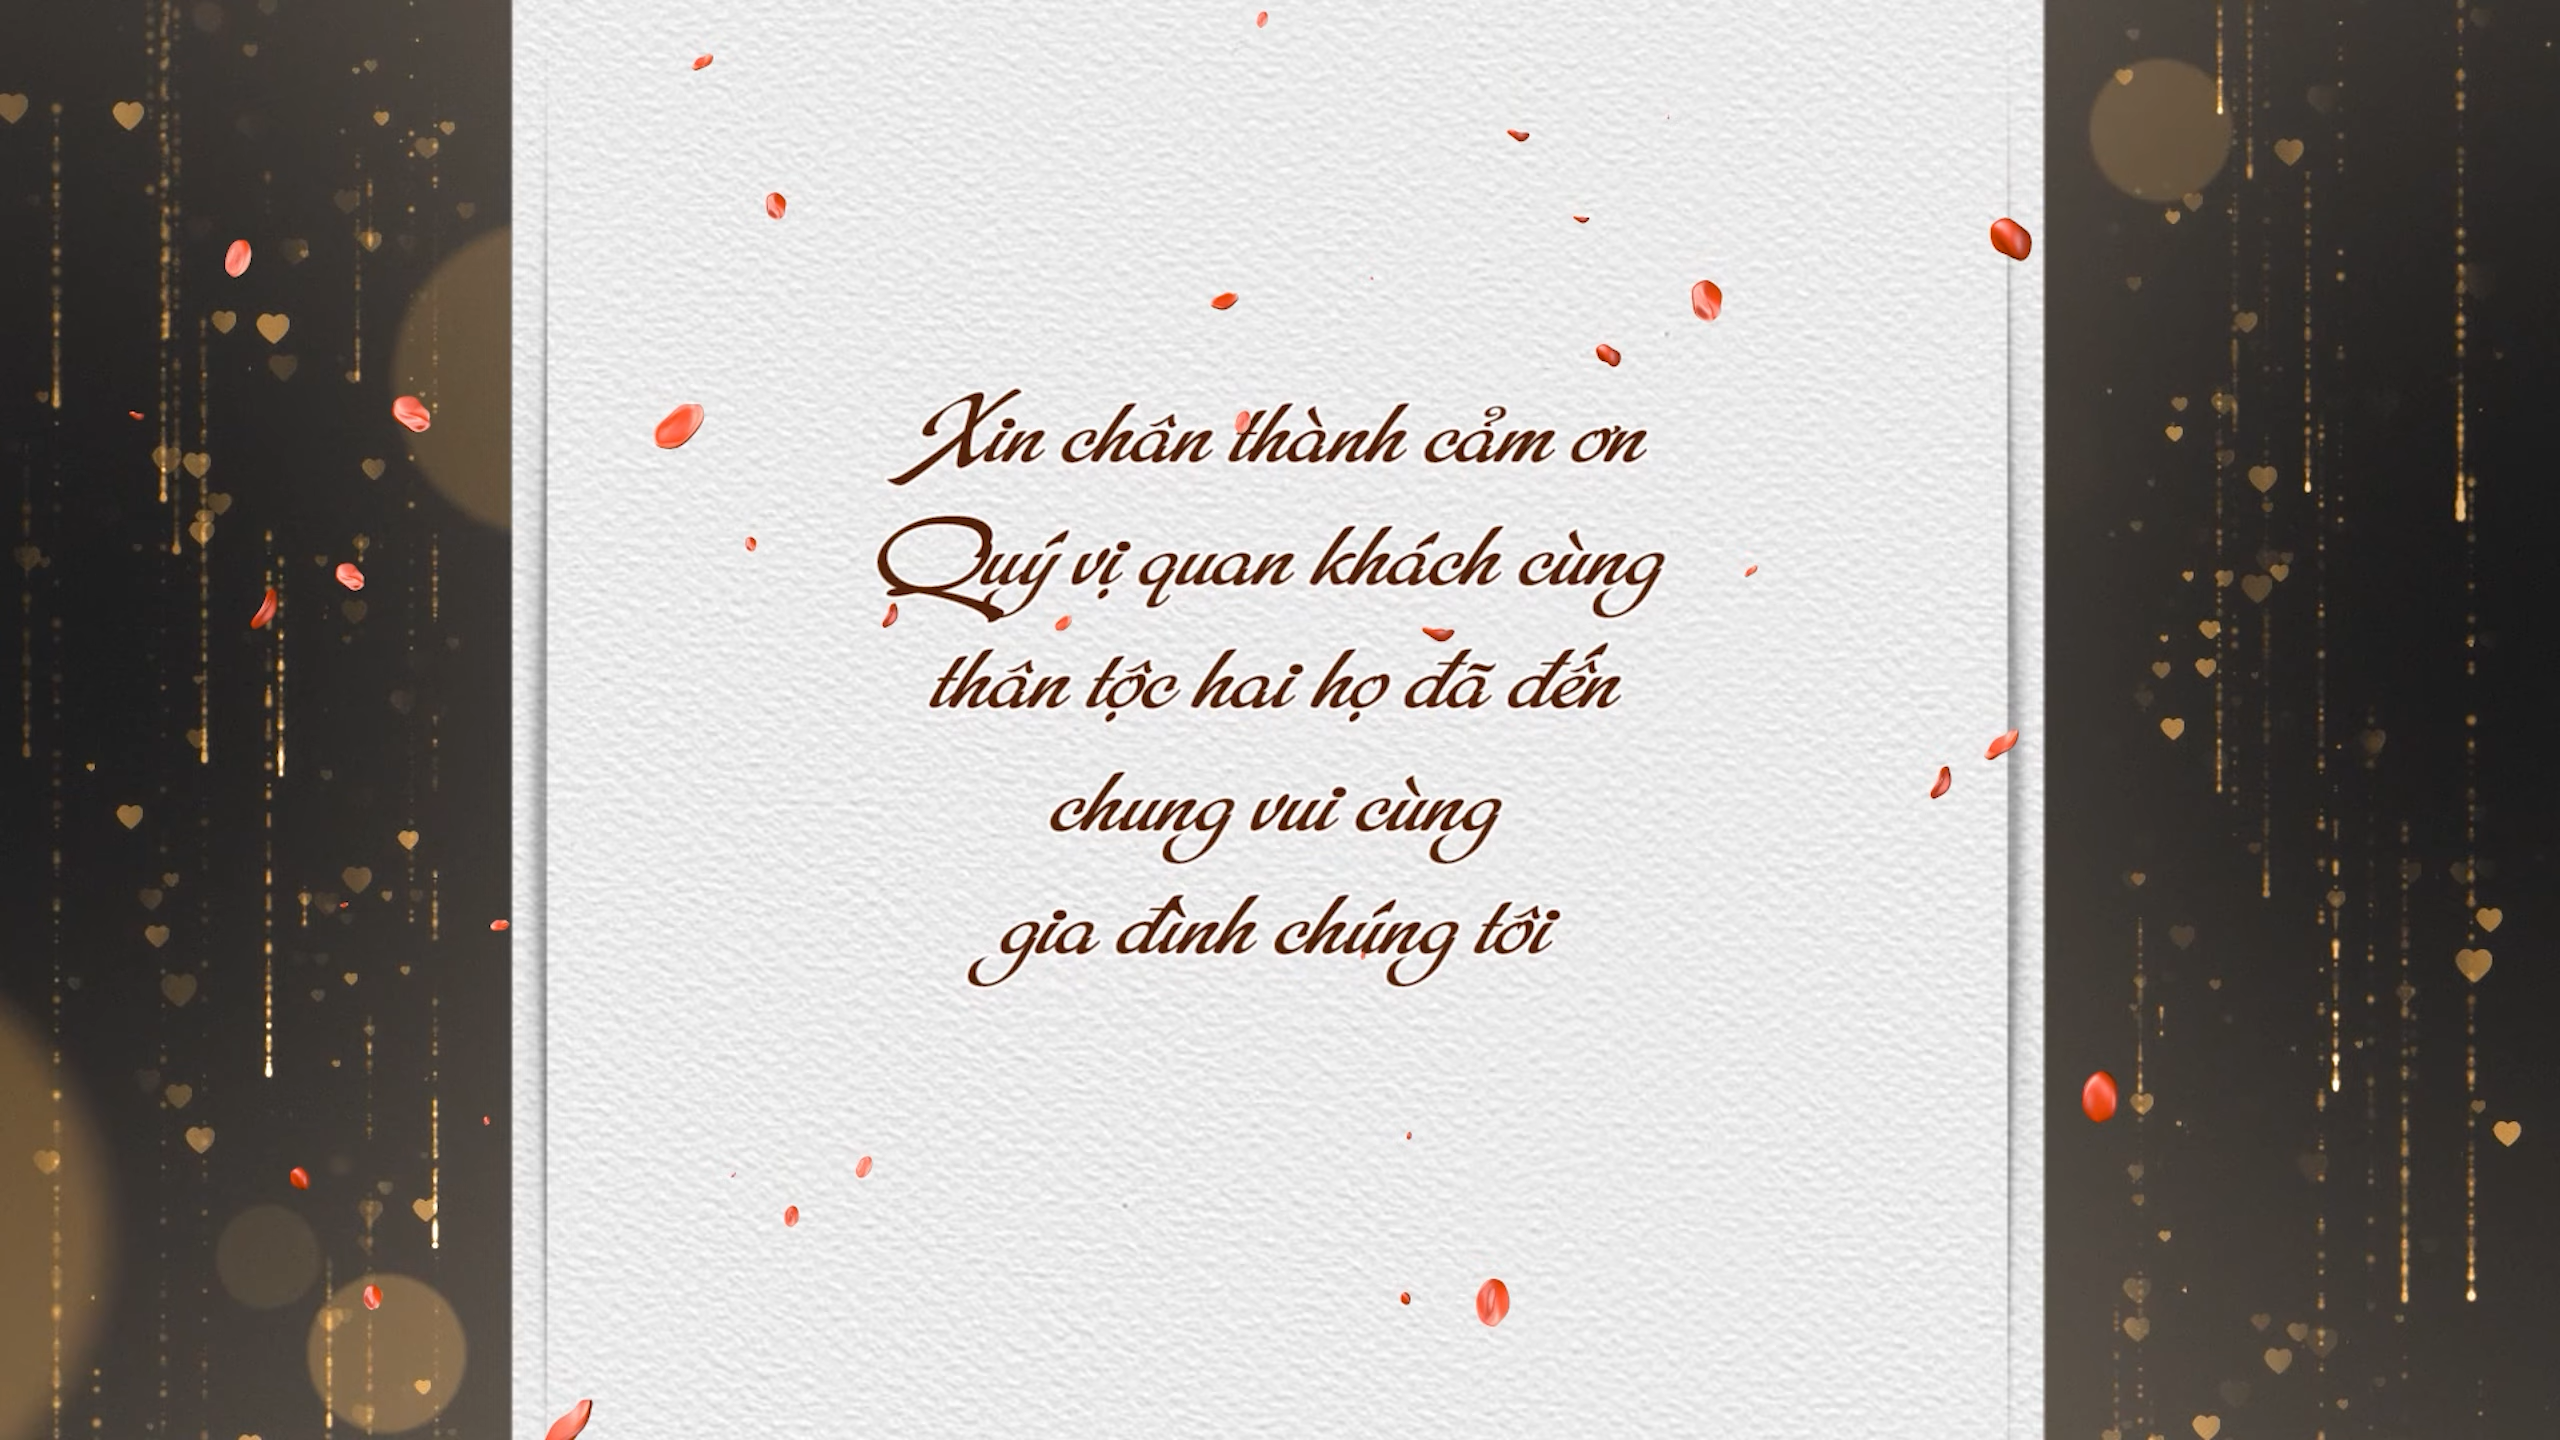 Xin chân thành cảm ơn
Quý vị quan khách cùng
thân tộc hai họ đã đến
chung vui cùng
gia đình chúng tôi